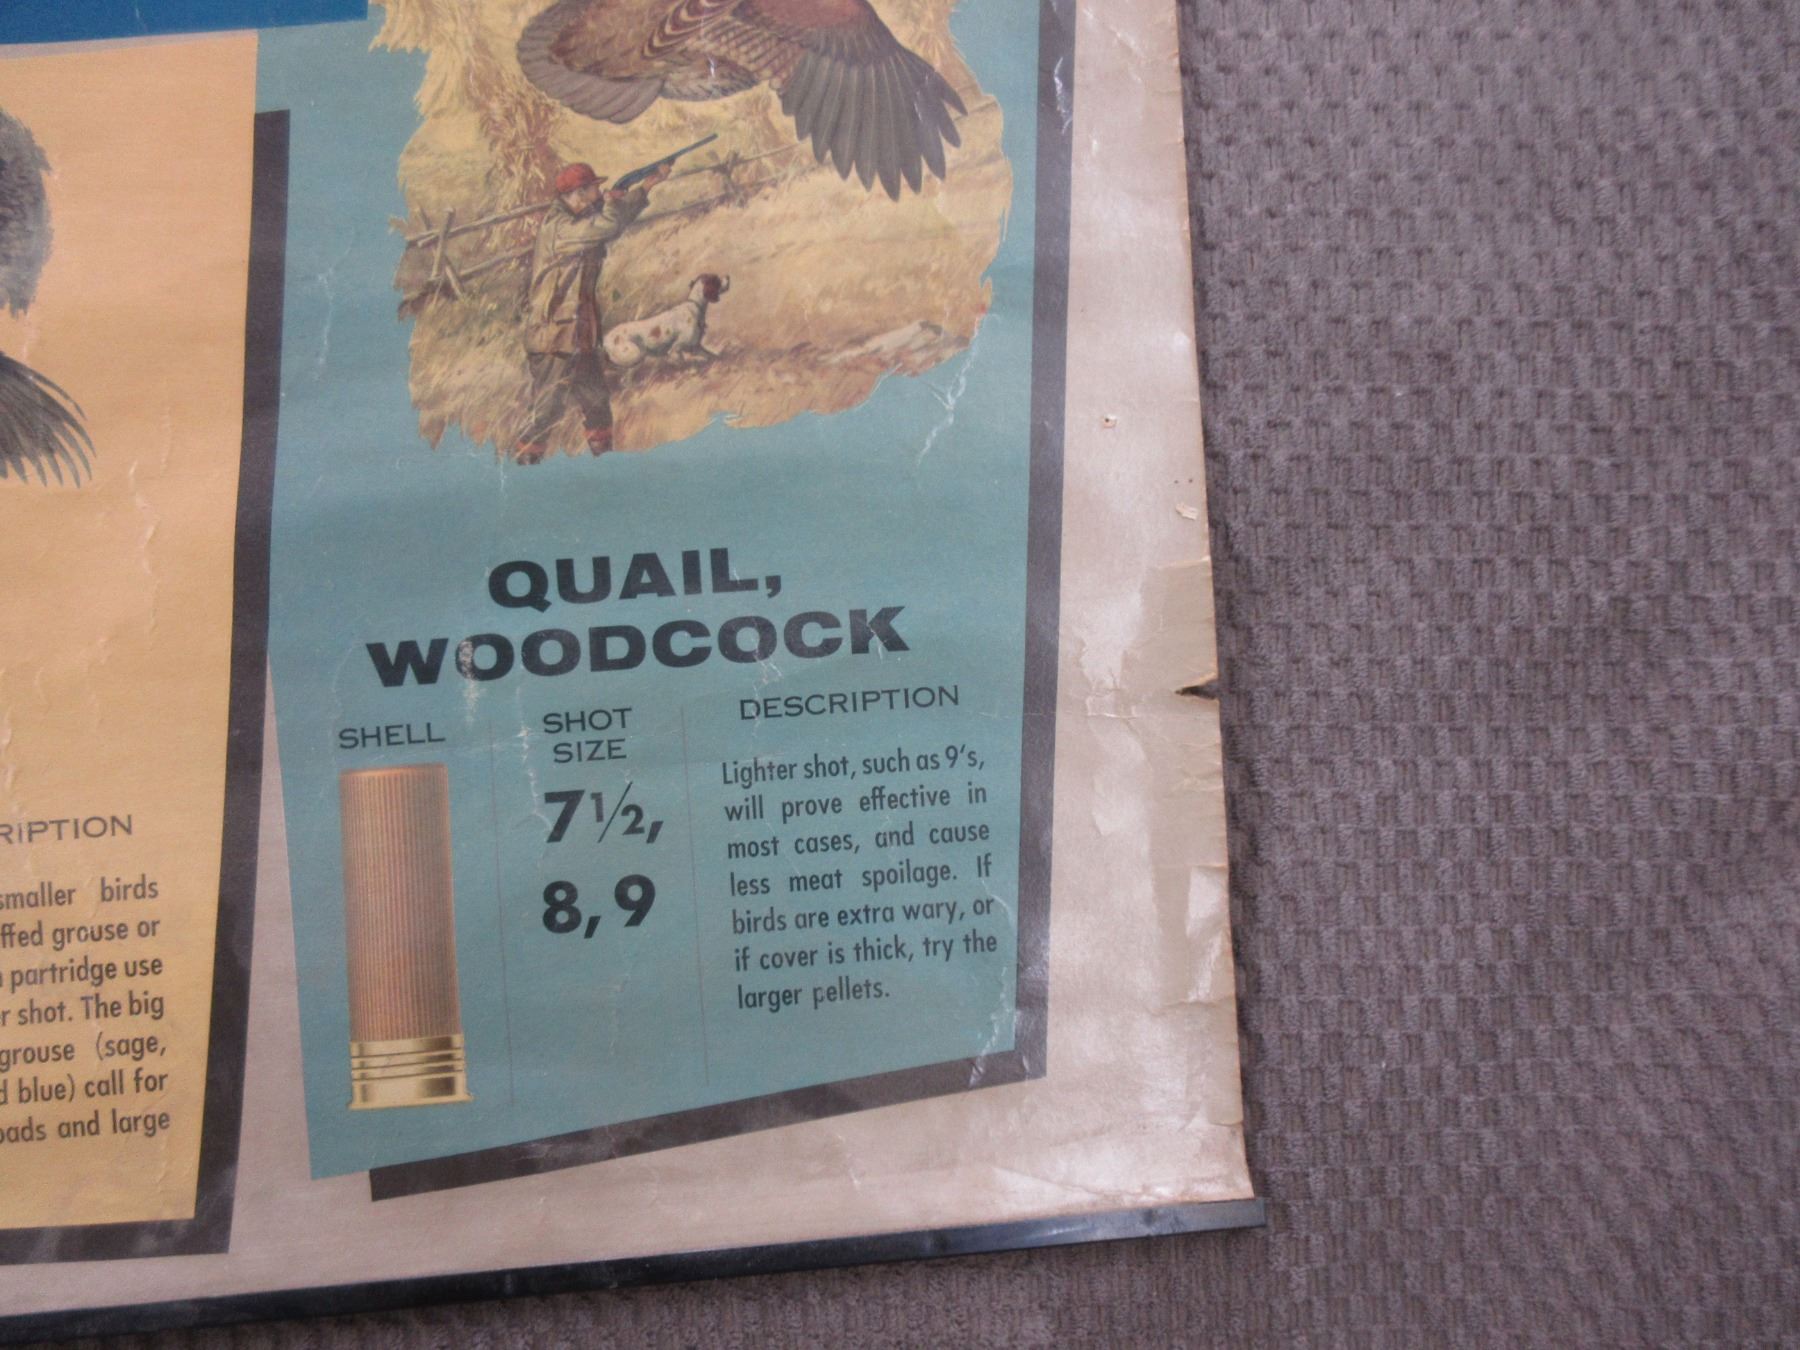 RIPTION
smaller birds
ffed grouse or
partridge use
r shot. The big
grouse (sage,
d blue) call for
oads and large
QUAIL,
WOODCOCK
SHELL
SHOT
SIZE
7½,
8, 9
DESCRIPTION
Lighter shot, such as 9's,
will prove effective in
most cases, and cause
less meat spoilage. If
birds are extra wary, or
if cover is thick, try the
larger pellets.